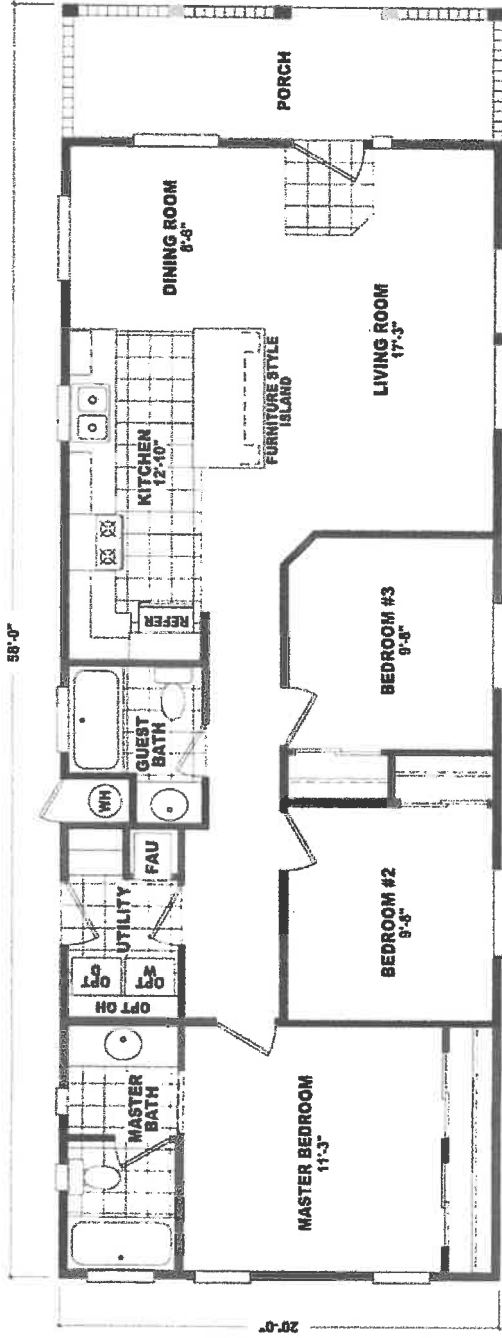 58'-0"
20'-0"
PORCH
DINING ROOM
8'-6"
LIVING ROOM
17'-3"
KITCHEN
12'-10"
FURNITURE STYLE
ISLAND
REFER
GUEST
BATH
WH
FAU
UTILITY
OPT
D
OPT
W
OPT OH
MASTER
BATH
MASTER BEDROOM
11'-3"
BEDROOM #2
9'-8"
BEDROOM #3
9'-8"